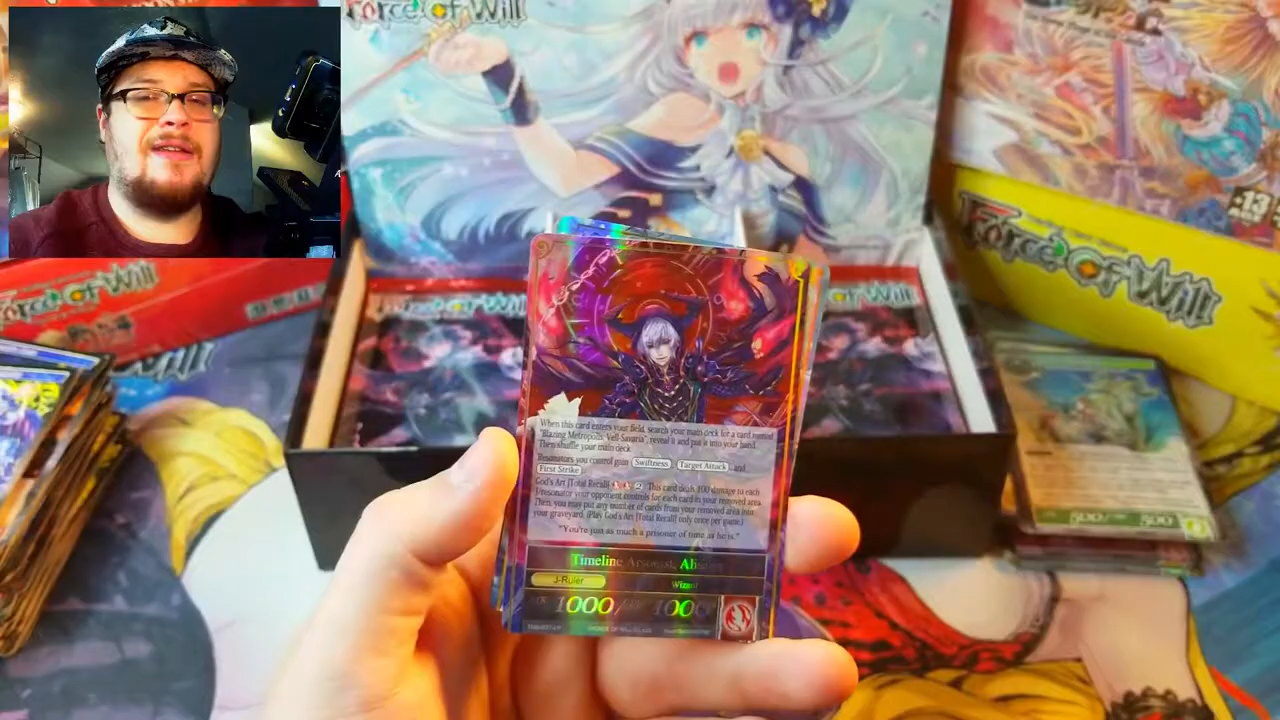 Force Of Will
Force Of Will
-13
Force Of Will
When this card enters your field, search your main deck for a card named
"Blazing Metropolis, Vell-Savaria", reveal it and put it into your hand.
Then shuffle your main deck.
Resonators you control gain Swiftness, Target Attack, and
First Strike
God's Art [Total Recall] This card deals 100 damage to each
J/resonator your opponent controls for each card in your removed area.
Then, you may put any number of cards from your removed area into
your graveyard. (Play God's Art [Total Recall] only once per game.)
"You're just as much a prisoner of time as he is."
Timeline Arsonist,
J-Ruler
Wizard
1000/
500 500